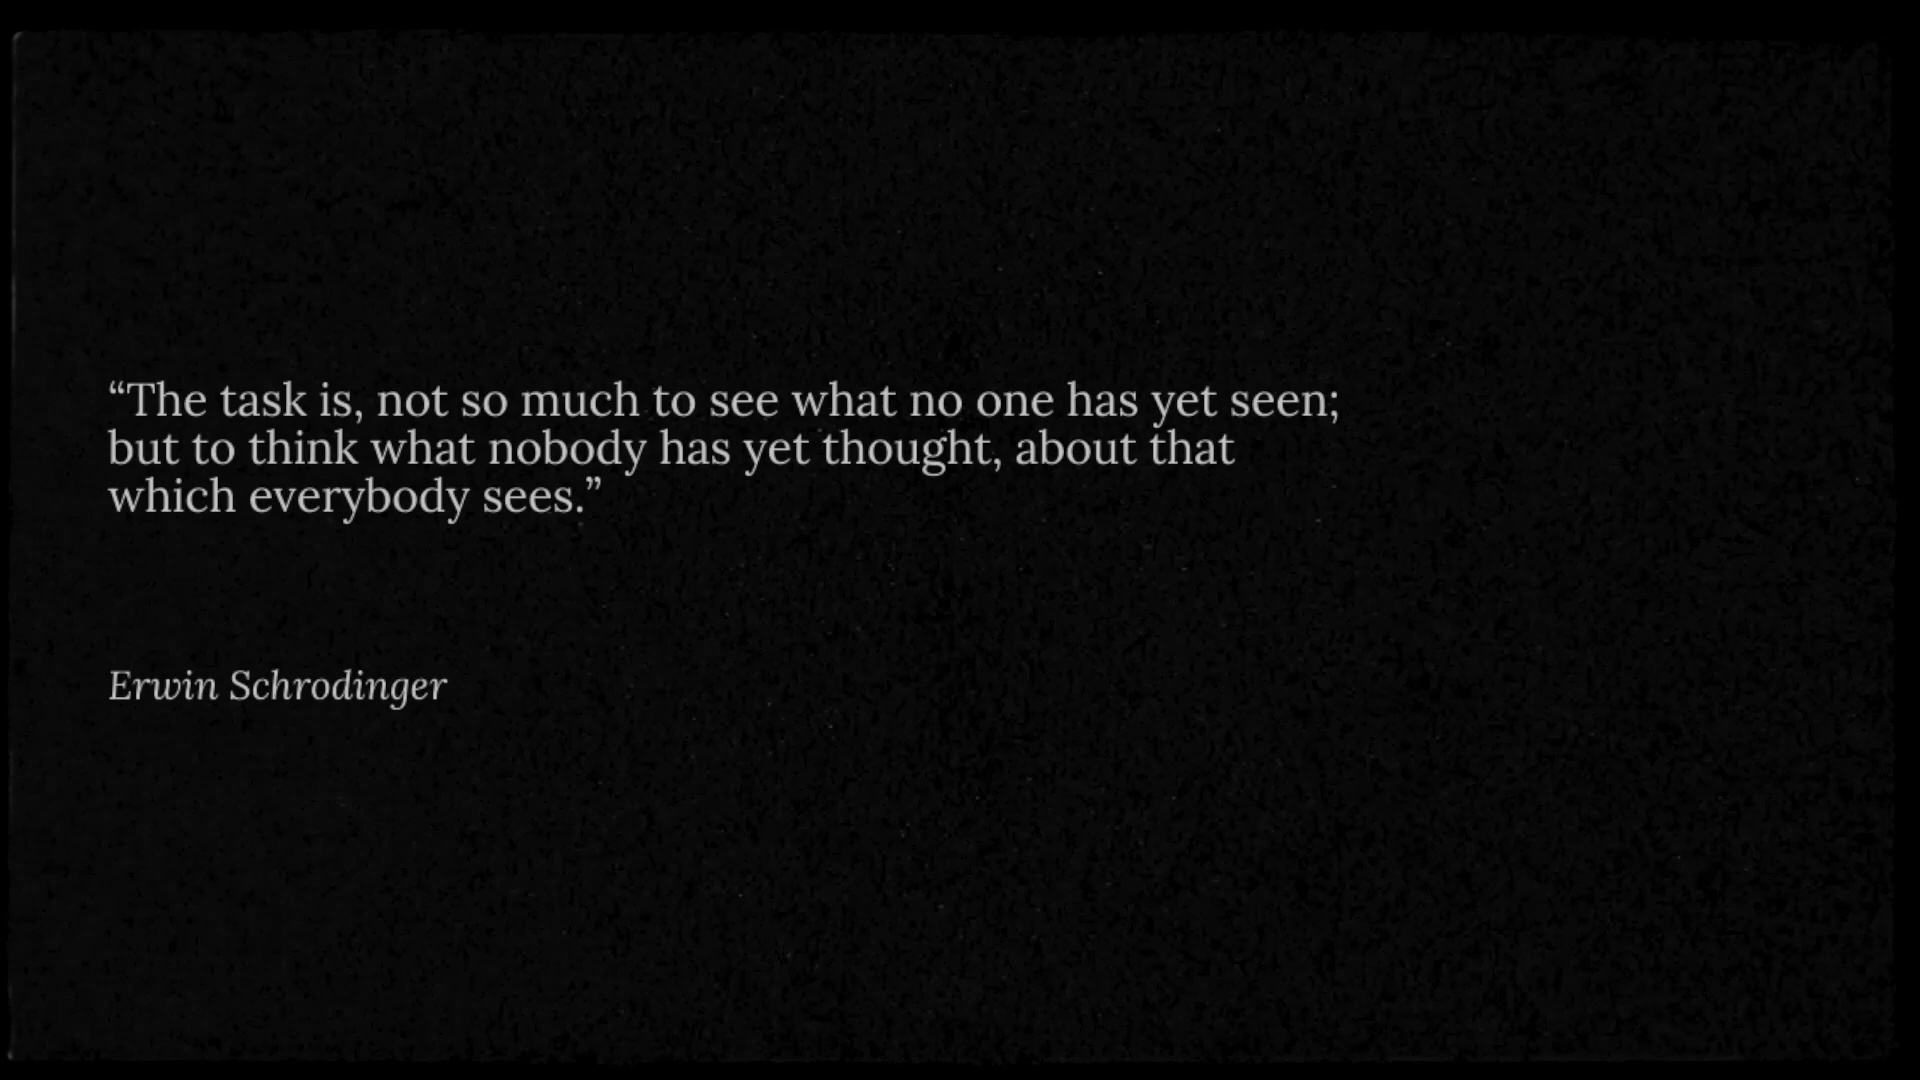 “The task is, not so much to see what no one has yet seen;
but to think what nobody has yet thought, about that
which everybody sees.”
Erwin Schrodinger